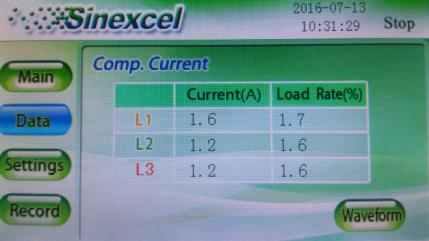 Sinexcel
2016-07-13
10:31:29 Stop
Main
Data
Settings
Record
Comp. Current
Current(A) Load Rate(%)
L1 1.6 1.7
L2 1.2 1.6
L3 1.2 1.6
Waveform